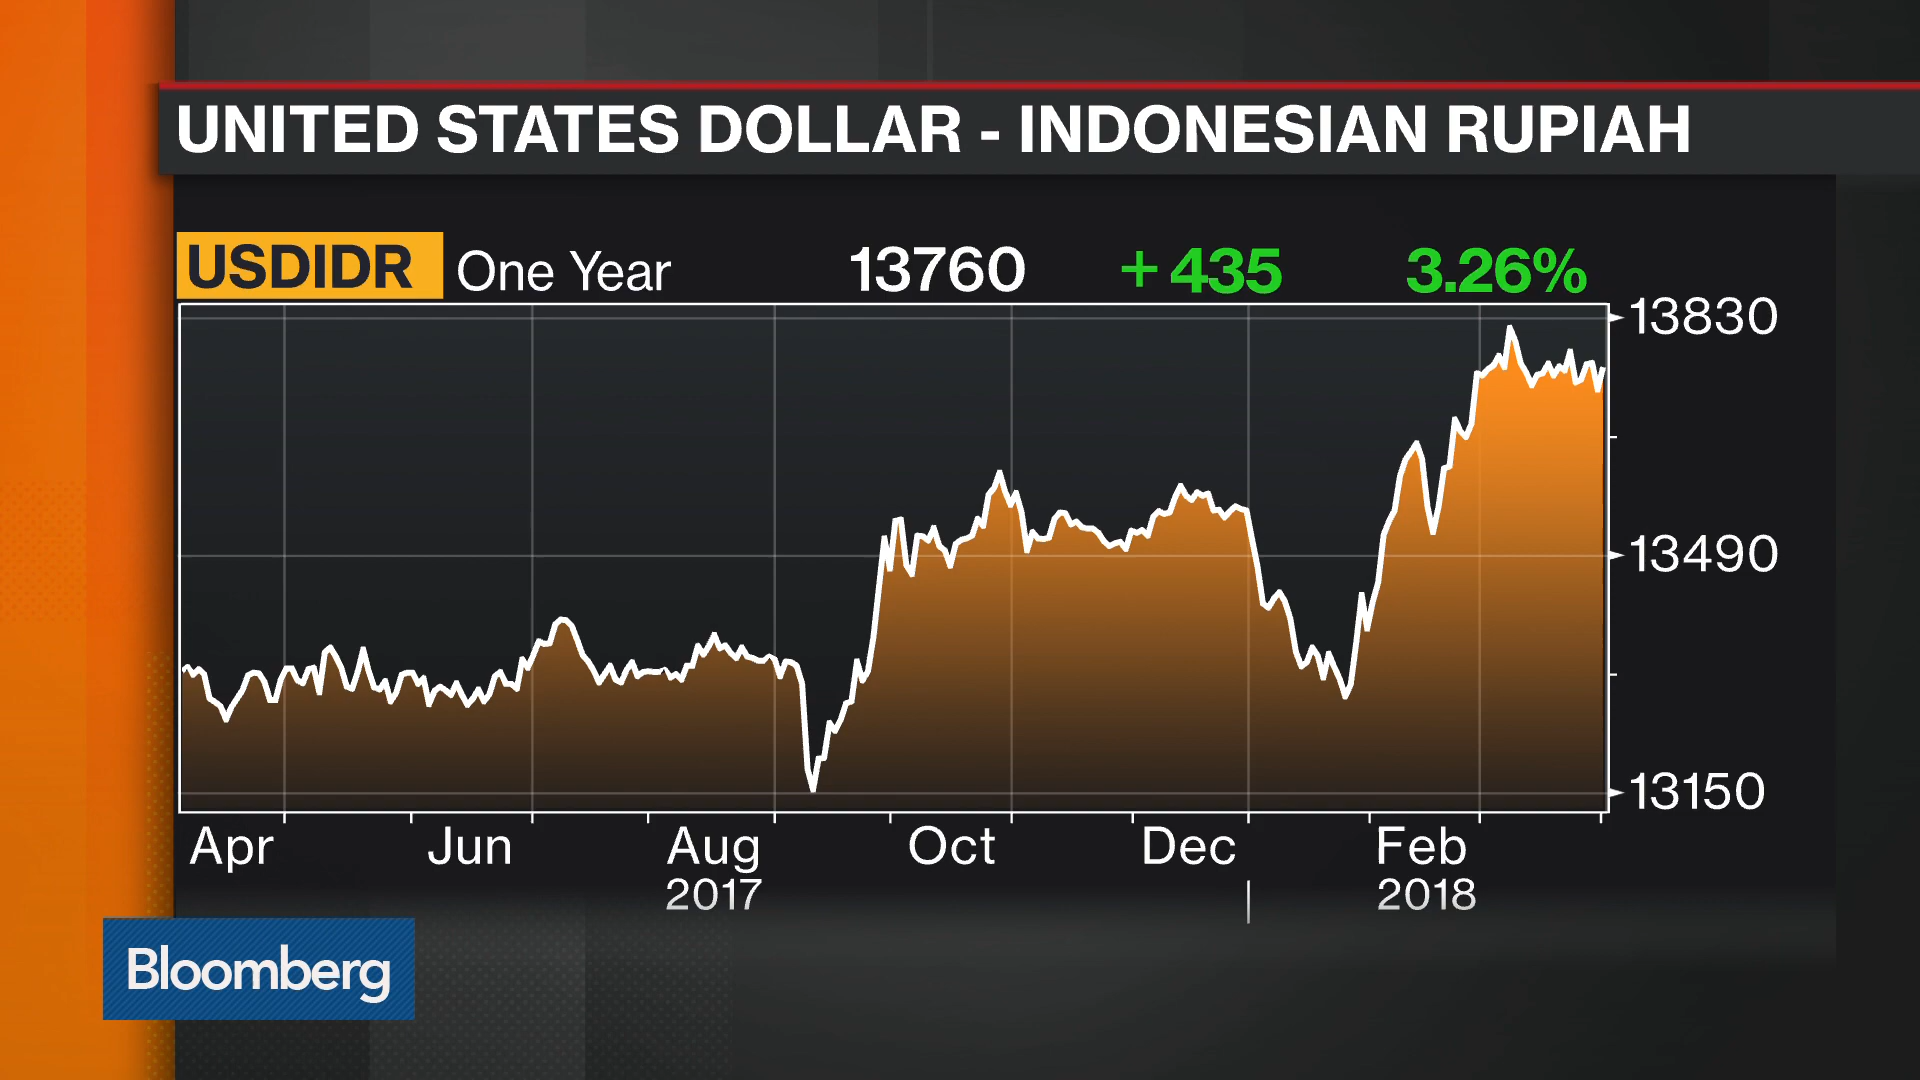 UNITED STATES DOLLAR - INDONESIAN RUPIAH
USDIDR One Year 13760 +435 3.26%
13830
13490
13150
Apr Jun Aug Oct Dec Feb
2017 2018
Bloomberg